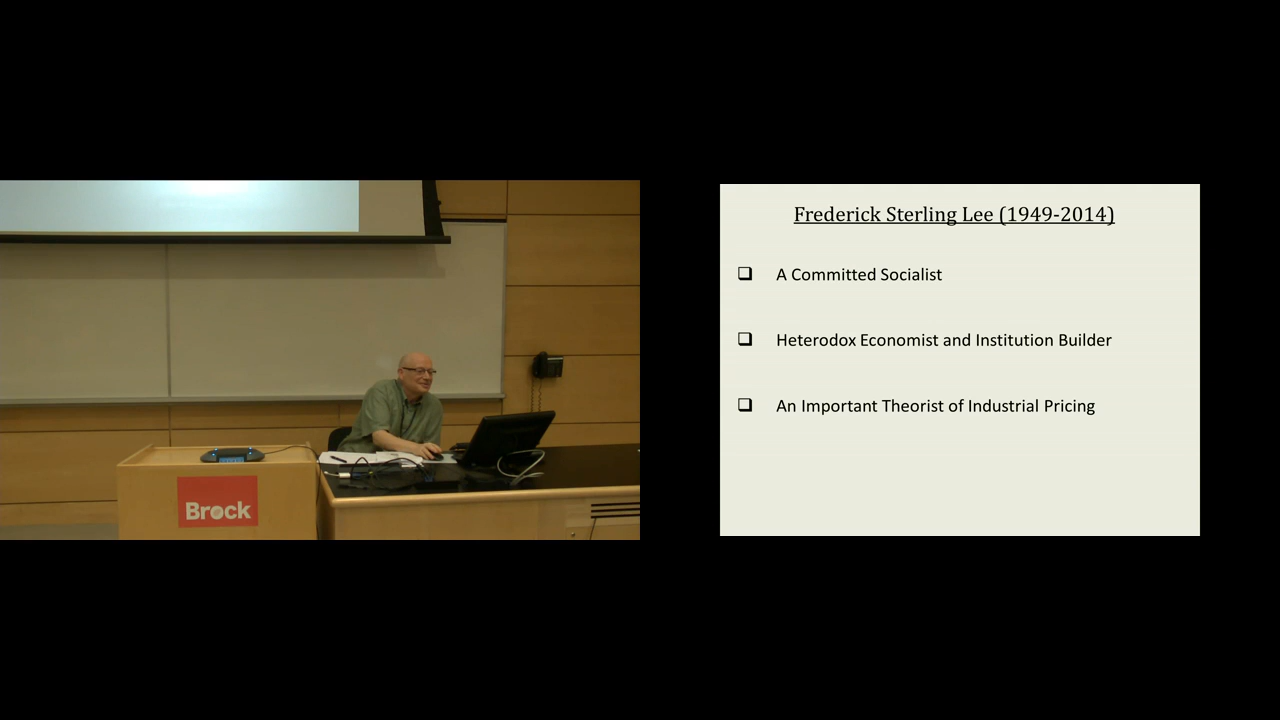 Frederick Sterling Lee (1949-2014)
❑ A Committed Socialist
❑ Heterodox Economist and Institution Builder
❑ An Important Theorist of Industrial Pricing
Brock